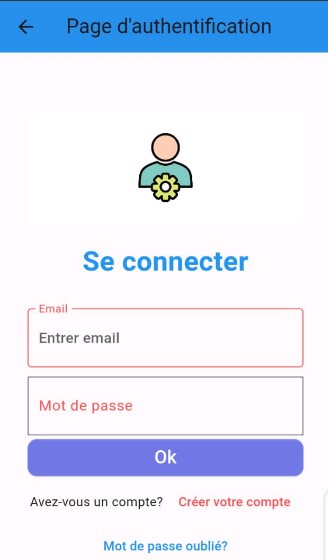 Page d'authentification
Se connecter
Email
Entrer email
Mot de passe
Ok
Avez-vous un compte? Créer votre compte
Mot de passe oublié?